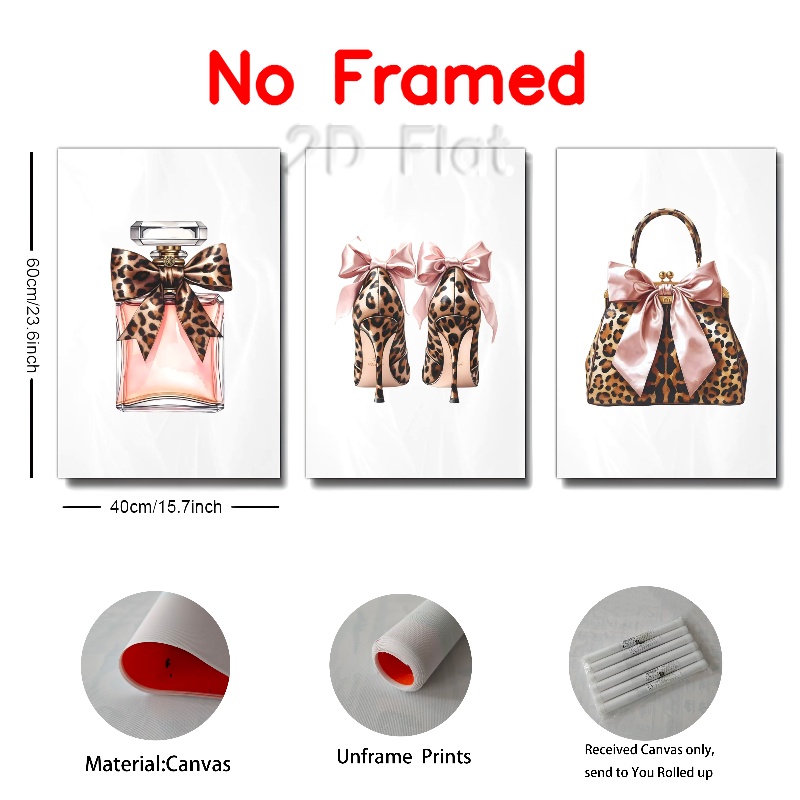 No Framed
2D Flat
60cm/23.6inch
40cm/15.7inch
Material:Canvas
Unframe Prints
Received Canvas only,
send to You Rolled up